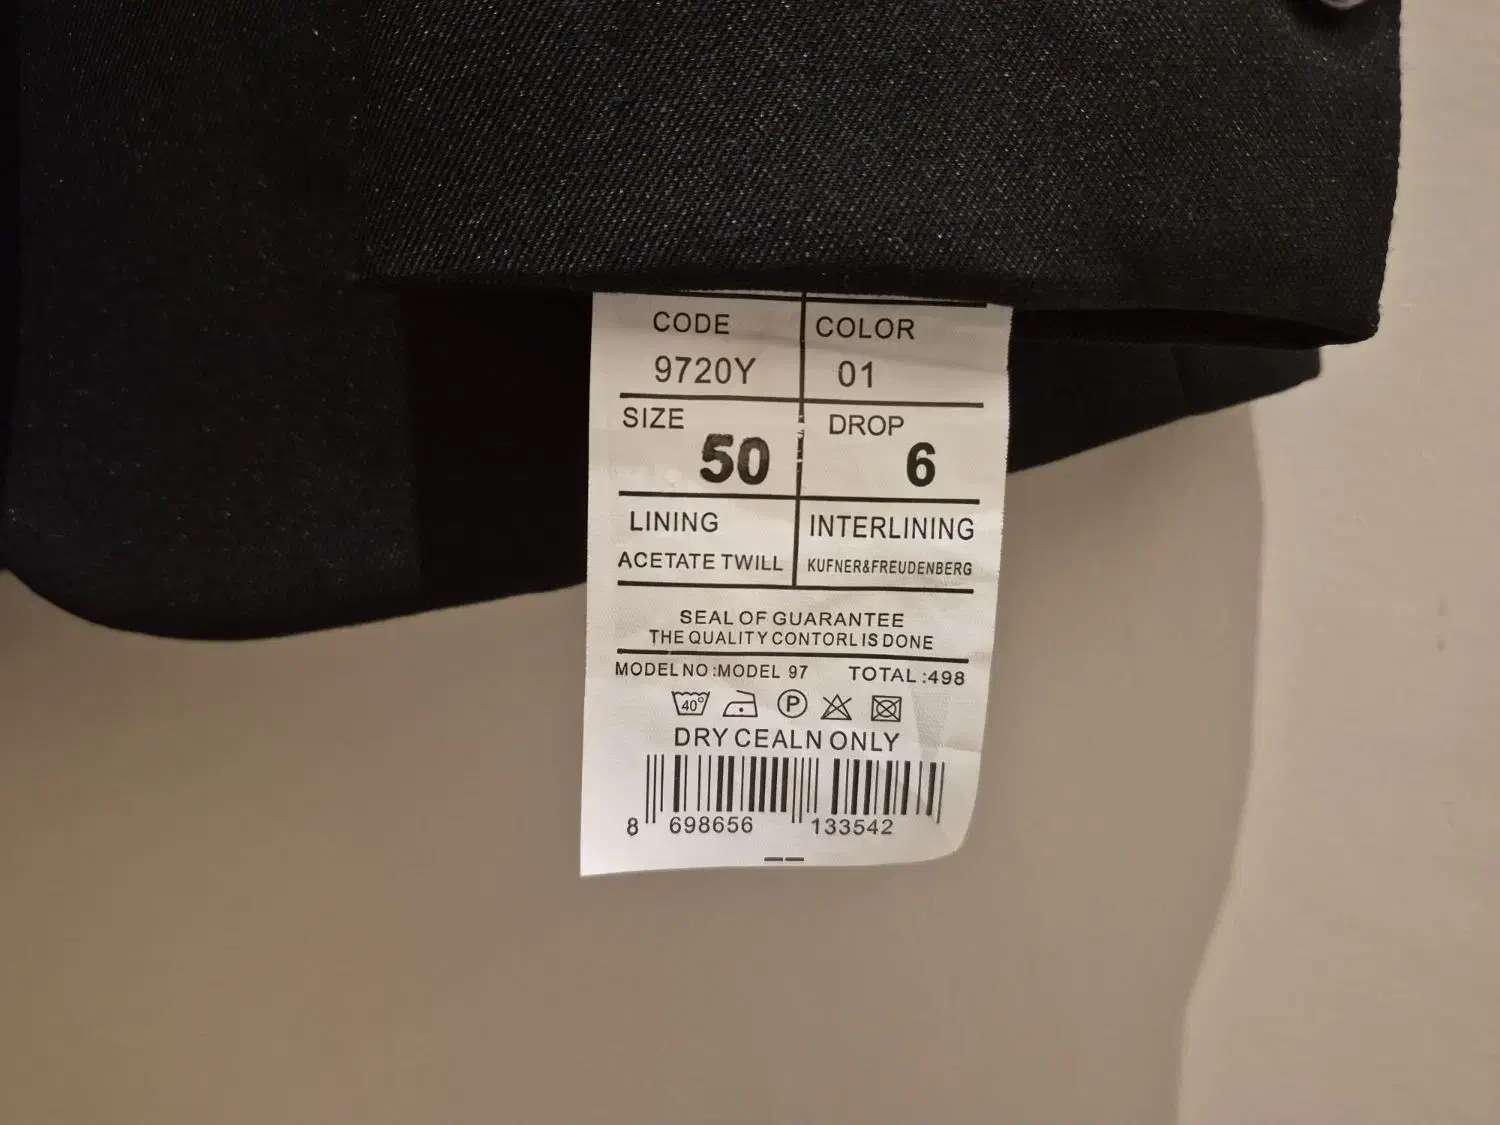 CODE COLOR
9720Y 01
SIZE DROP
50 6
LINING INTERLINING
ACETATE TWILL KUFNER&FREUDENBERG
SEAL OF GUARANTEE
THE QUALITY CONTORL IS DONE
MODEL NO :MODEL 97 TOTAL :498
40° P
DRY CEALN ONLY
8 698656 133542